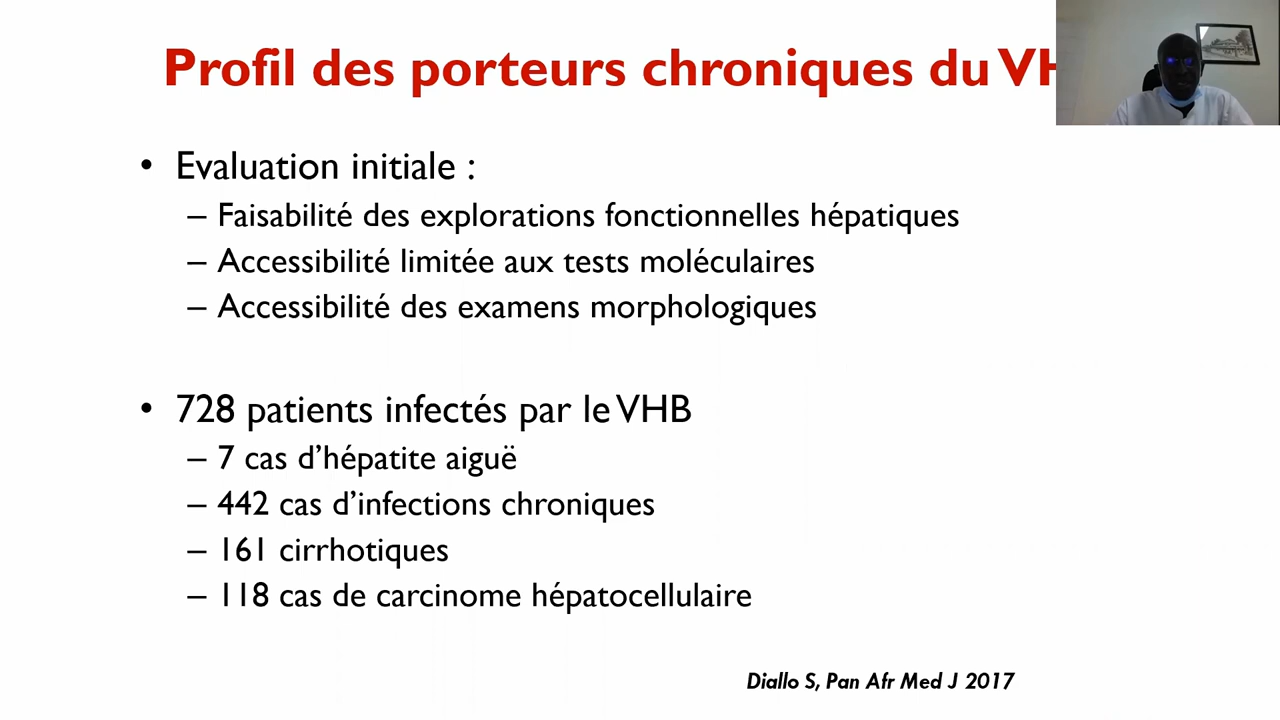 Profil des porteurs chroniques du VH
• Evaluation initiale :
– Faisabilité des explorations fonctionnelles hépatiques
– Accessibilité limitée aux tests moléculaires
– Accessibilité des examens morphologiques
• 728 patients infectés par le VHB
– 7 cas d’hépatite aiguë
– 442 cas d’infections chroniques
– 161 cirrhotiques
– 118 cas de carcinome hépatocellulaire
Diallo S, Pan Afr Med J 2017